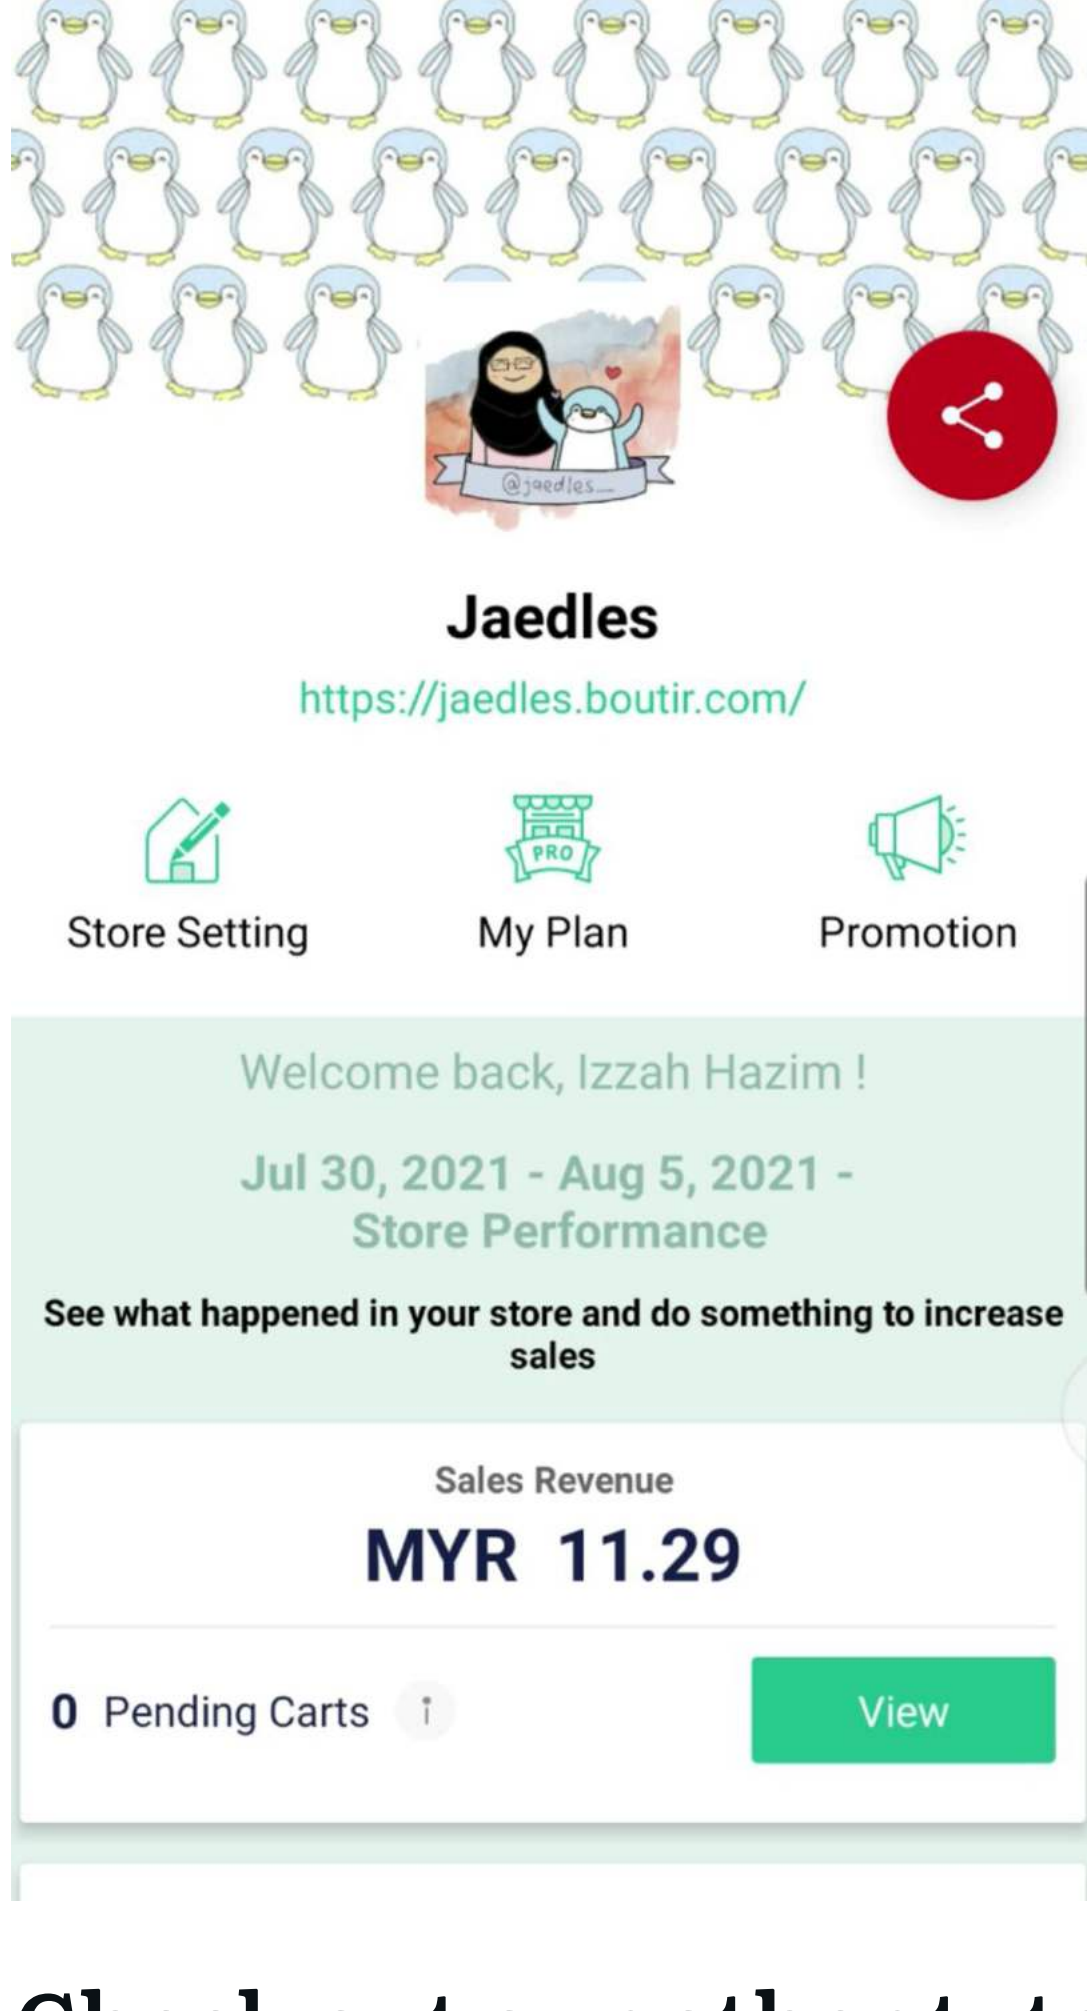 @jaedles__
Jaedles
https://jaedles.boutir.com/
PRO
Store Setting
My Plan
Promotion
Welcome back, Izzah Hazim !
Jul 30, 2021 - Aug 5, 2021 -
Store Performance
See what happened in your store and do something to increase
sales
Sales Revenue
MYR 11.29
0 Pending Carts i
View